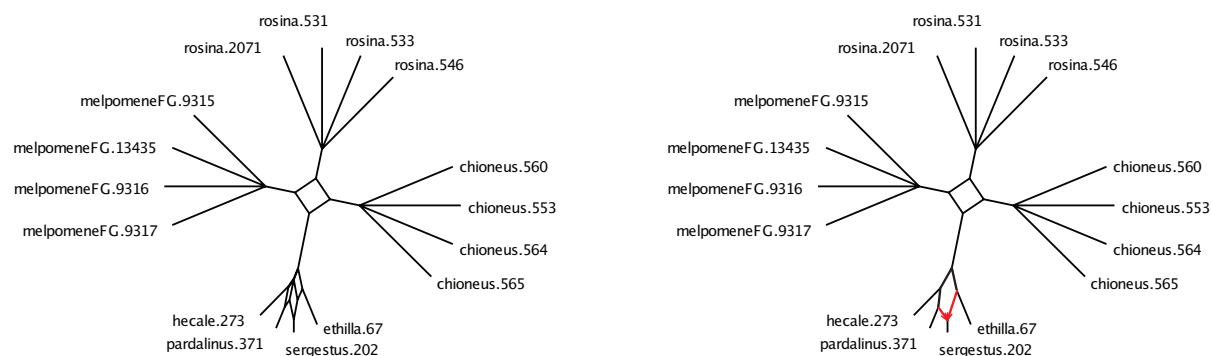 rosina.531
rosina.2071
rosina.533
rosina.546
melpomeneFG.9315
melpomeneFG.13435
melpomeneFG.9316
melpomeneFG.9317
chioneus.560
chioneus.553
chioneus.564
chioneus.565
hecale.273
pardalinus.371
sergestus.202
ethilla.67
rosina.531
rosina.2071
rosina.533
rosina.546
melpomeneFG.9315
melpomeneFG.13435
melpomeneFG.9316
melpomeneFG.9317
chioneus.560
chioneus.553
chioneus.564
chioneus.565
hecale.273
pardalinus.371
sergestus.202
ethilla.67